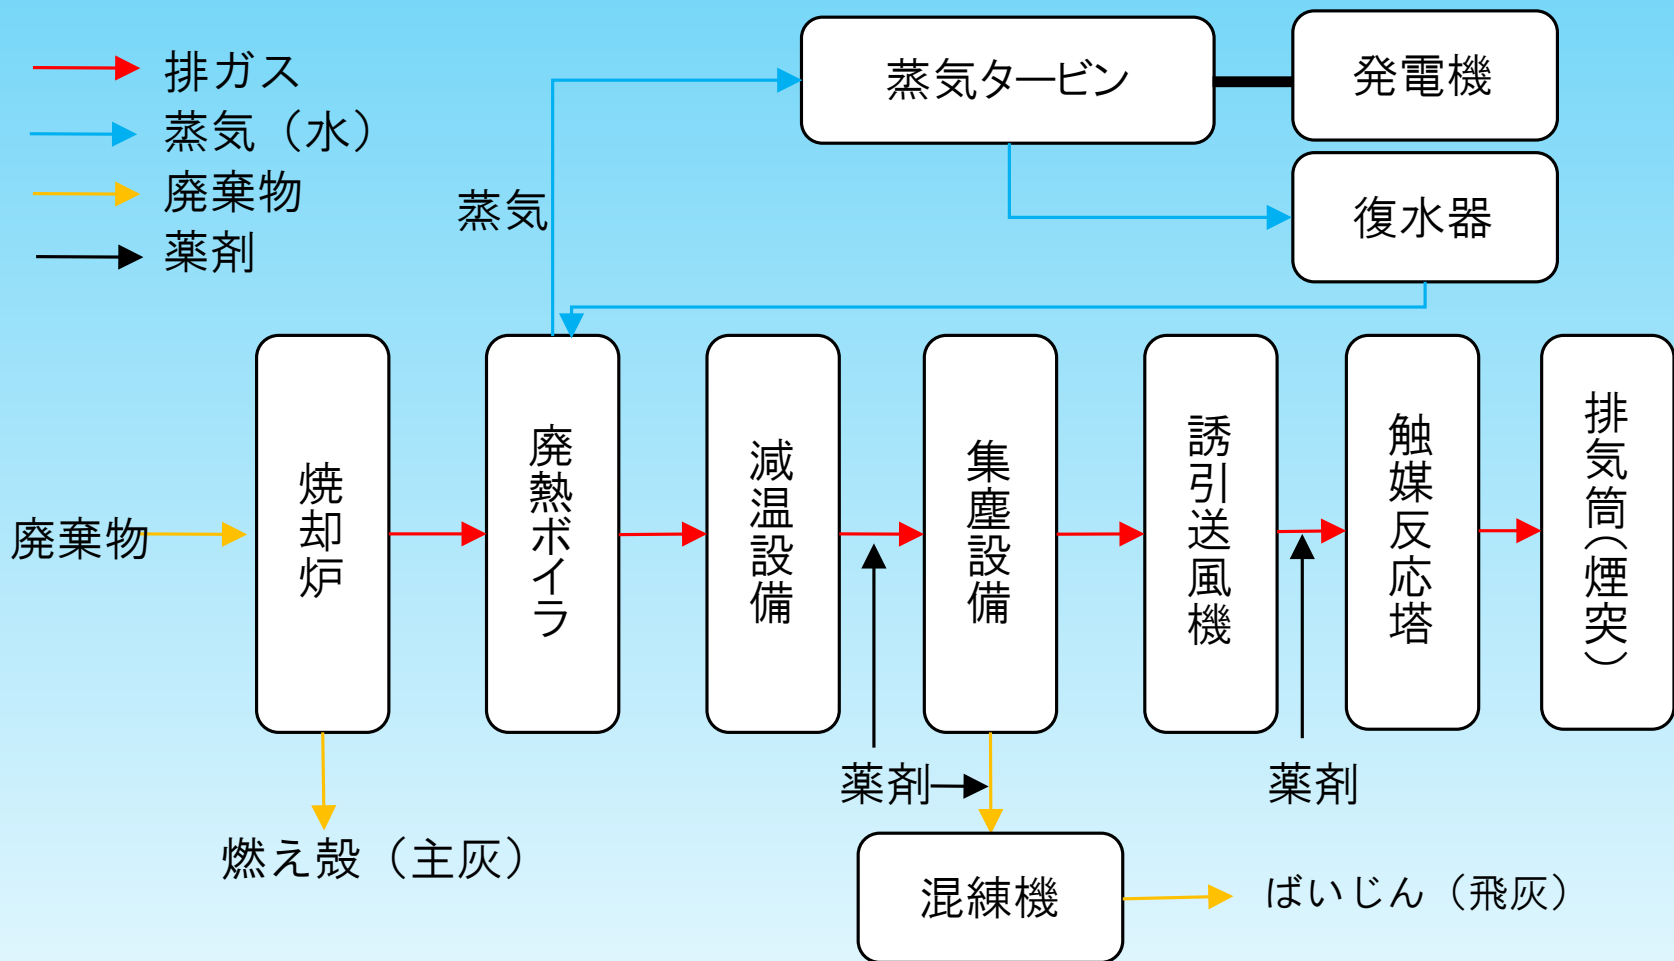 排ガス
蒸気（水）
廃棄物
薬剤
蒸気タービン
発電機
復水器
蒸気
廃棄物
焼却炉
廃熱ボイラ
減温設備
集塵設備
誘引送風機
触媒反応塔
排気筒（煙突）
薬剤
薬剤
燃え殻（主灰）
混練機
ばいじん（飛灰）